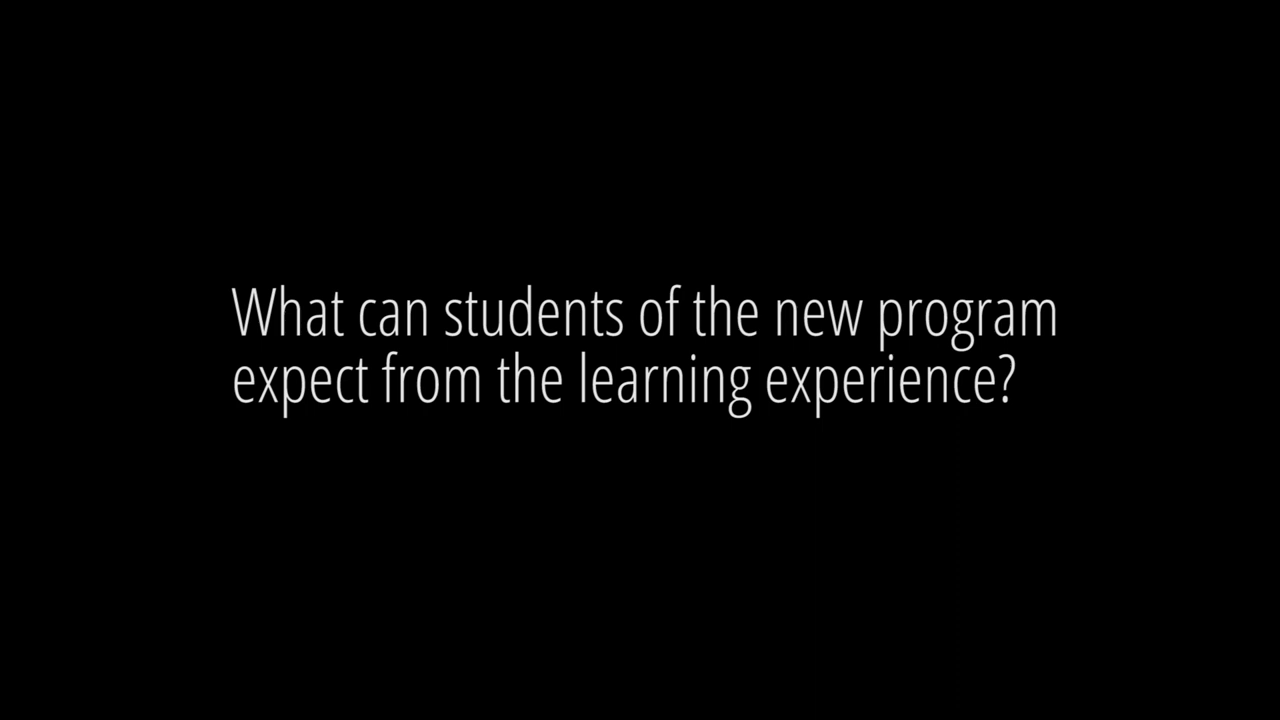 What can students of the new program
expect from the learning experience?